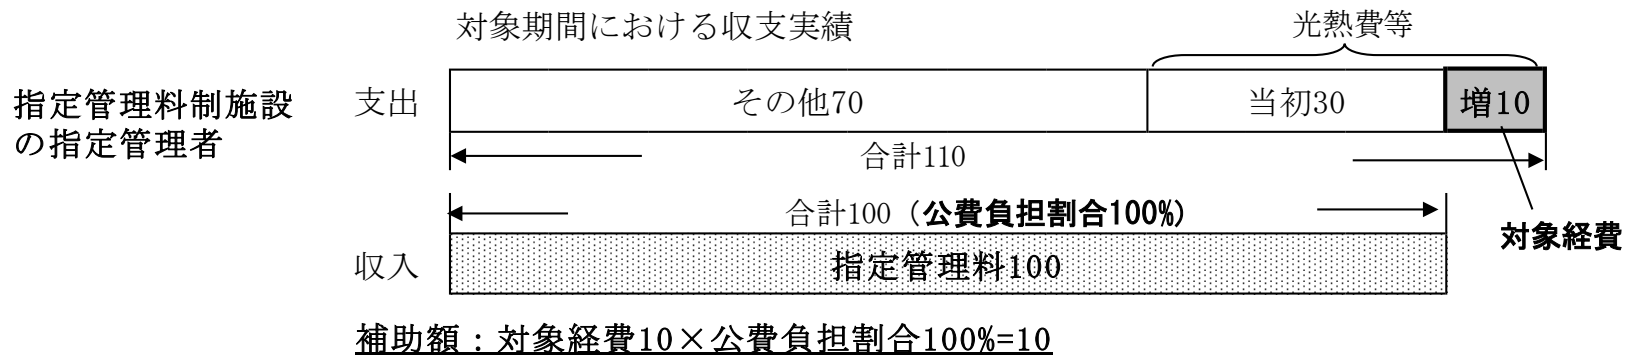 対象期間における収支実績
光熱費等
指定管理料制施設
の指定管理者
支出
その他70
当初30
増10
合計110
合計100（公費負担割合100%）
対象経費
収入
指定管理料100
補助額：対象経費10×公費負担割合100%=10